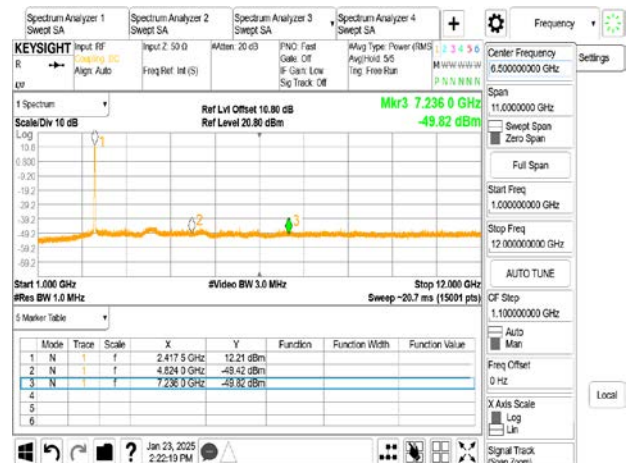 Spectrum Analyzer 1 Swept SA
Spectrum Analyzer 2 Swept SA
Spectrum Analyzer 3 Swept SA
Spectrum Analyzer 4 Swept SA
Frequency
KEYSIGHT
R
Input: RF
Coupling: DC
Align: Auto
Input Z: 50 Ω
Freq Ref: Int (S)
#Atten: 20 dB
PNO: Fast
Gate: Off
IF Gain: Low
Sig Track: Off
#Avg Type: Power (RMS)
Avg|Hold: 5/5
Trig: Free Run
1 2 3 4 5 6
M W W W W W
P N N N N N
1 Spectrum
Scale/Div 10 dB
Log
Ref Lvl Offset 10.80 dB
Ref Level 20.80 dBm
Mkr3 7.236 0 GHz
-49.82 dBm
10.8
0.800
-9.20
-19.2
-29.2
-39.2
-49.2
-59.2
-69.2
1
2
3
Start 1.000 GHz
#Video BW 3.0 MHz
Stop 12.000 GHz
#Res BW 1.0 MHz
Sweep ~20.7 ms (15001 pts)
5 Marker Table
Mode Trace Scale X Y Function Function Width Function Value
1 N 1 f 2.417 5 GHz 12.21 dBm
2 N 1 f 4.824 0 GHz -49.42 dBm
3 N 1 f 7.236 0 GHz -49.82 dBm
4
5
6
Jan 23, 2025
2:22:19 PM
Center Frequency
6.500000000 GHz
Settings
Span
11.0000000 GHz
Swept Span
Zero Span
Full Span
Start Freq
1.000000000 GHz
Stop Freq
12.000000000 GHz
AUTO TUNE
CF Step
1.100000000 GHz
Auto
Man
Freq Offset
0 Hz
X Axis Scale
Log
Lin
Local
Signal Track
(Span Zoom)